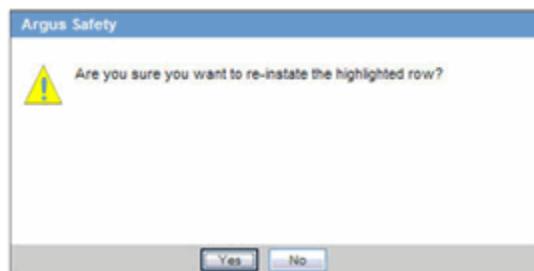 Argus Safety
Are you sure you want to re-instate the highlighted row?
Yes No